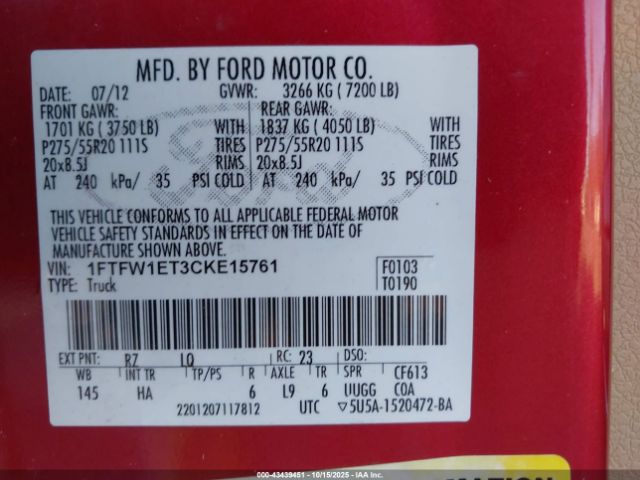 MFD. BY FORD MOTOR CO.
DATE: 07/12 GVWR: 3266 KG ( 7200 LB)
FRONT GAWR: REAR GAWR:
1701 KG ( 3750 LB) WITH 1837 KG ( 4050 LB) WITH
P275/55R20 111S TIRES P275/55R20 111S TIRES
20x8.5J RIMS 20x8.5J RIMS
AT 240 kPa/ 35 PSI COLD AT 240 kPa/ 35 PSI COLD
THIS VEHICLE CONFORMS TO ALL APPLICABLE FEDERAL MOTOR
VEHICLE SAFETY STANDARDS IN EFFECT ON THE DATE OF
MANUFACTURE SHOWN ABOVE.
VIN: 1FTFW1ET3CKE15761 F0103
TYPE: Truck T0190
EXT PNT: RZ LQ RC: 23 DSO:
WB INT TR TP/PS R AXLE TR SPR CF613
145 HA 6 L9 6 UUGG COA
2201207117812 UTC ▽5U5A-1520472-BA
000-43439451 - 10/15/2025 - IAAI.com